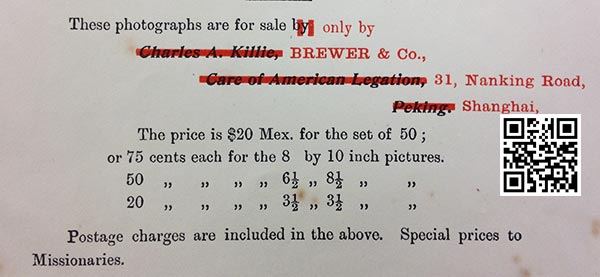 These photographs are for sale by only by
Charles A. Killie, BREWER & Co.,
Care of American Legation, 31, Nanking Road,
Peking. Shanghai,
The price is $20 Mex. for the set of 50 ;
or 75 cents each for the 8 by 10 inch pictures.
50 ,, ,, ,, ,, 6½ ,, 8½ ,, ,,
20 ,, ,, ,, ,, 3½ ,, 3½ ,, ,,
Postage charges are included in the above. Special prices to
Missionaries.